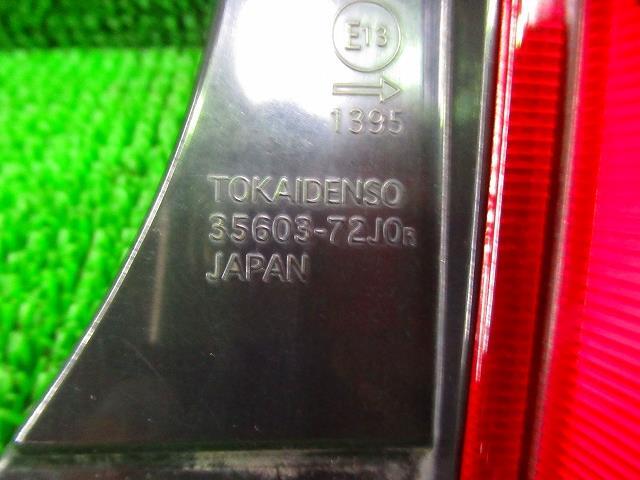 E13
1395
TOKAIDENSO
35603-72J0R
JAPAN